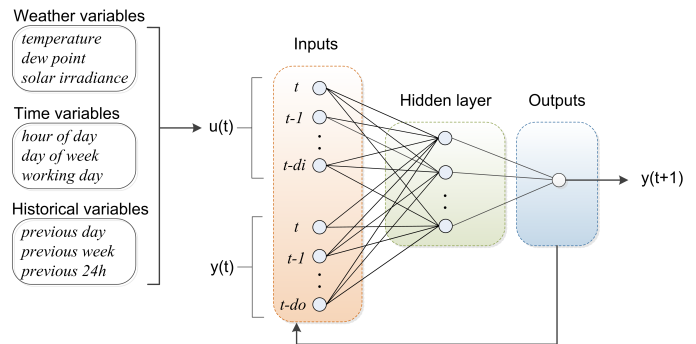 Weather variables
temperature
dew point
solar irradiance
Time variables
hour of day
day of week
working day
Historical variables
previous day
previous week
previous 24h
u(t)
y(t)
Inputs
t
t-1
t-di
t
t-1
t-do
Hidden layer
Outputs
y(t+1)